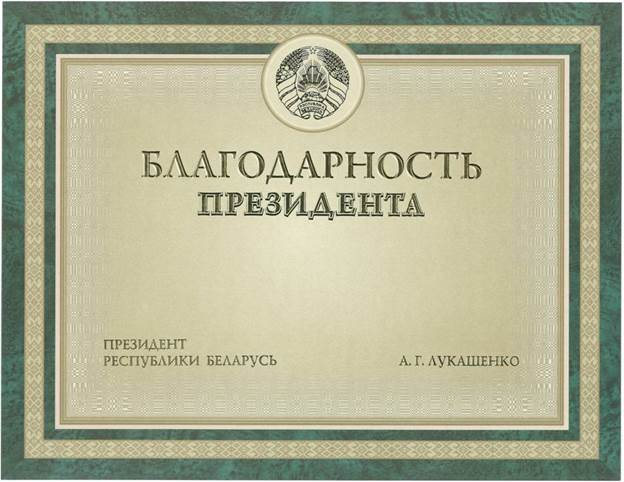 БЛАГОДАРНОСТЬ
ПРЕЗИДЕНТА
ПРЕЗИДЕНТ
РЕСПУБЛИКИ БЕЛАРУСЬ
А. Г. ЛУКАШЕНКО